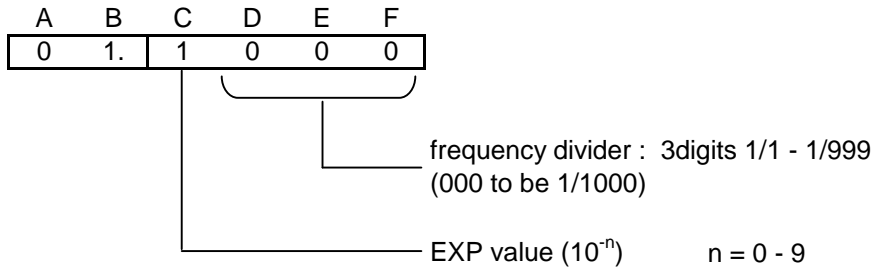 A B C D E F
0 1. 1 0 0 0
frequency divider : 3digits 1/1 - 1/999
(000 to be 1/1000)
EXP value (10⁻ⁿ) n = 0 - 9